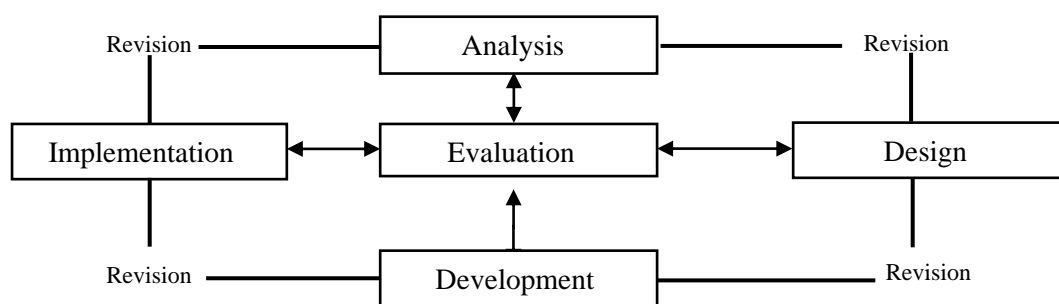 Revision
Analysis
Revision
Implementation
Evaluation
Design
Revision
Development
Revision